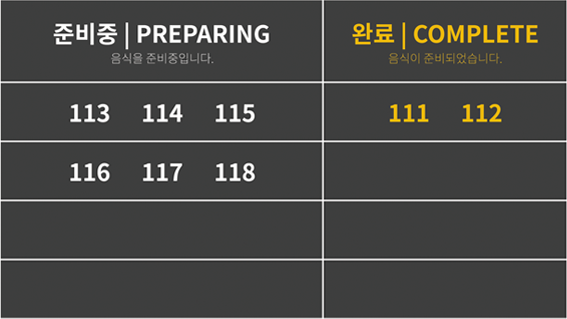 준비중 | PREPARING
음식을 준비중입니다.
113 114 115
116 117 118
완료 | COMPLETE
음식이 준비되었습니다.
111 112